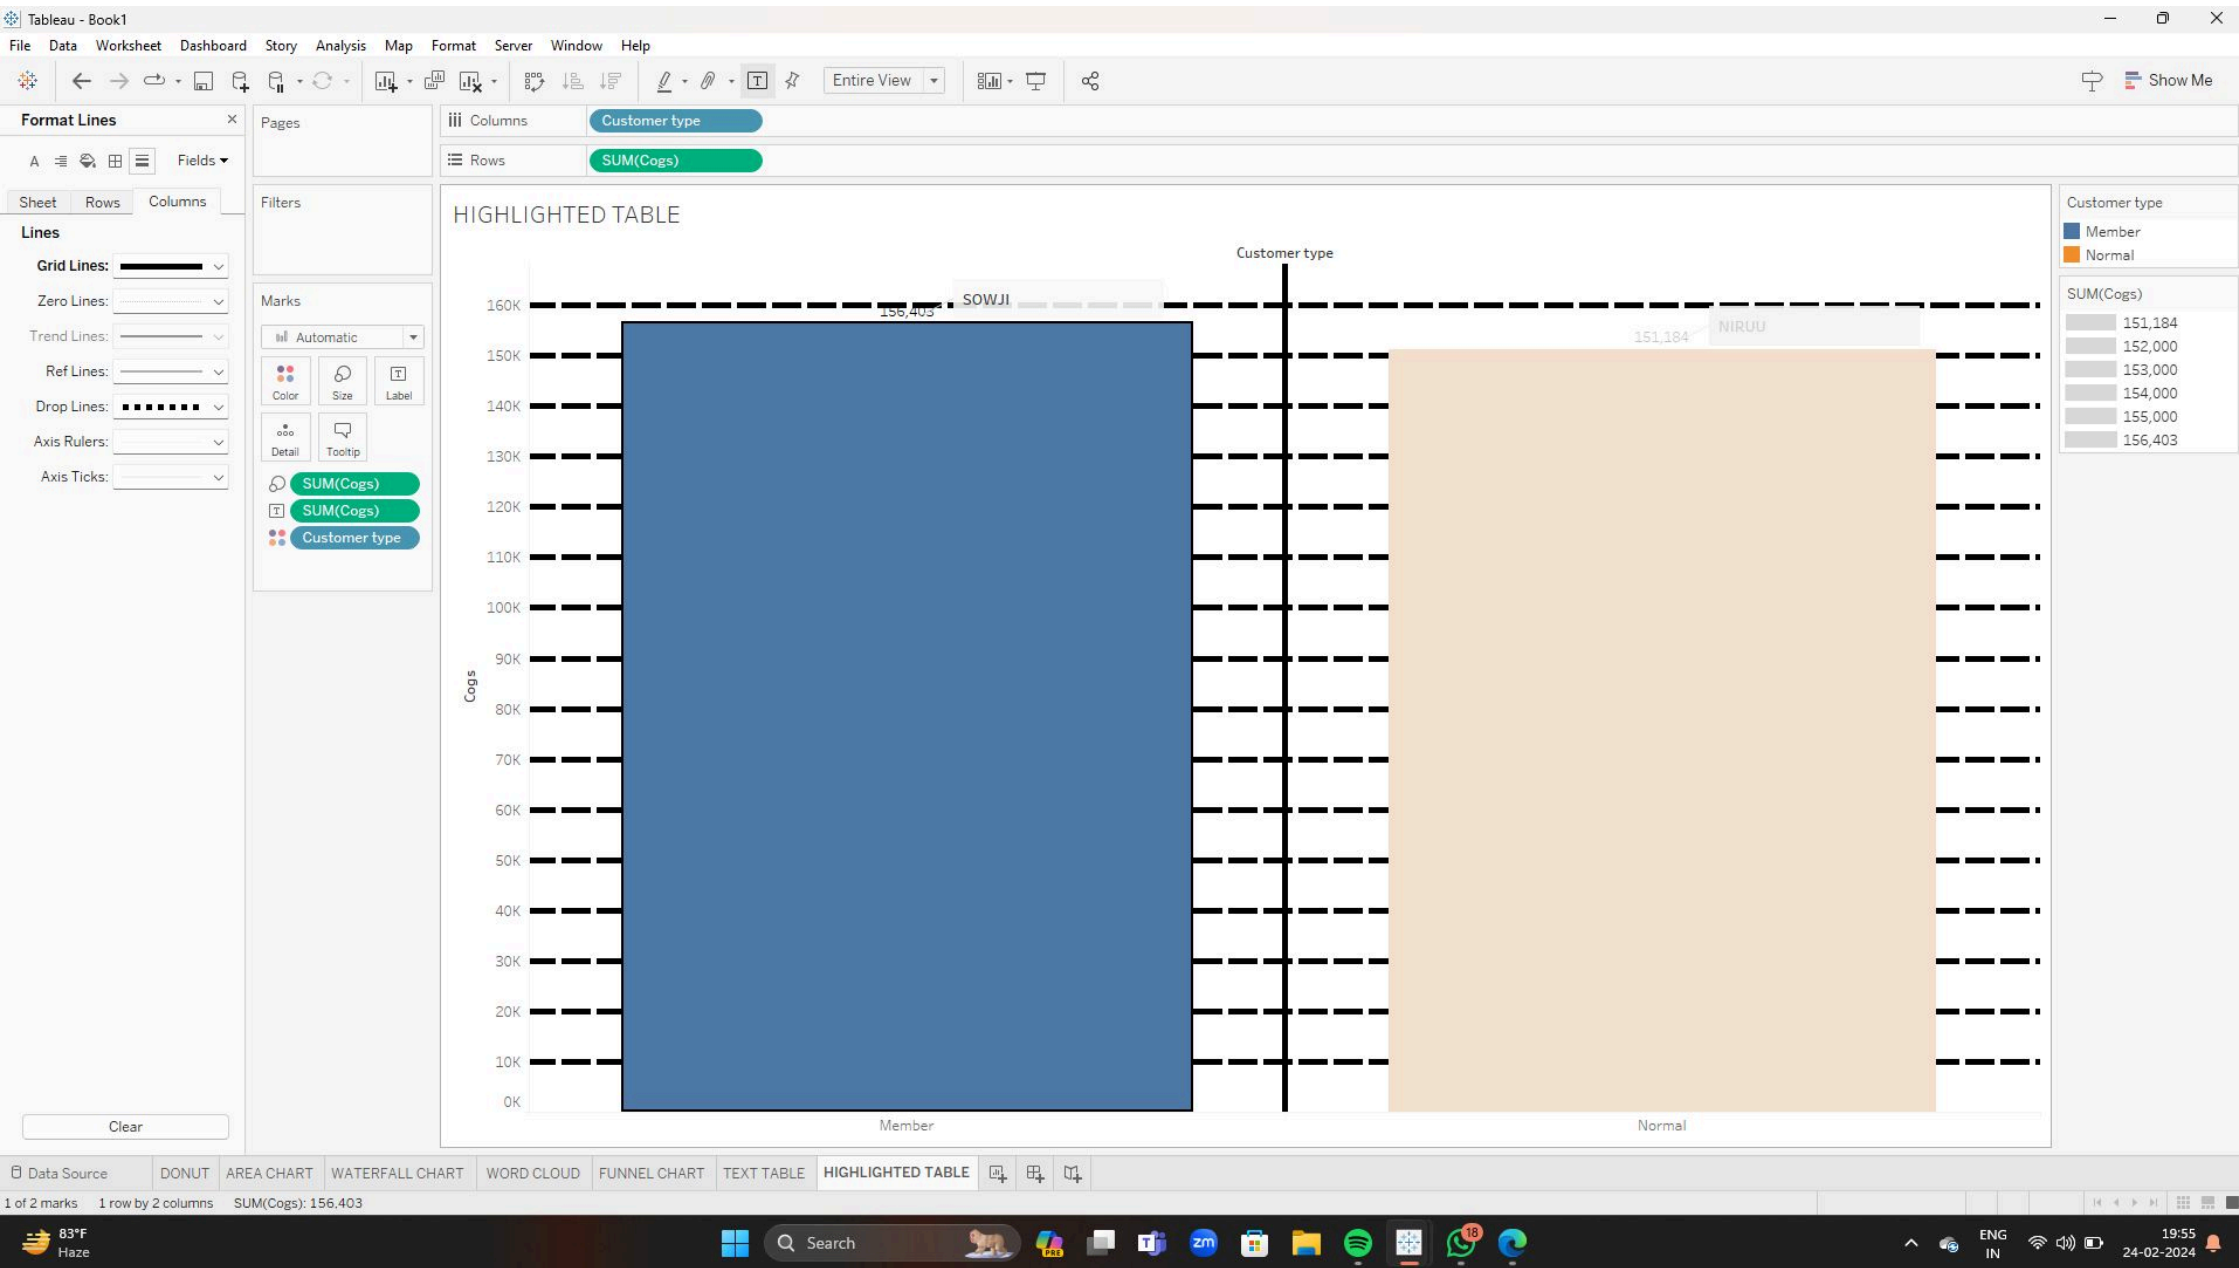 Tableau - Book1
File Data Worksheet Dashboard Story Analysis Map Format Server Window Help
Entire View
Show Me
Format Lines
Fields
Sheet Rows Columns
Lines
Grid Lines:
Zero Lines:
Trend Lines:
Ref Lines:
Drop Lines:
Axis Rulers:
Axis Ticks:
Clear
Pages
Filters
Marks
Automatic
Color Size Label
Detail Tooltip
SUM(Cogs)
SUM(Cogs)
Customer type
Columns Customer type
Rows SUM(Cogs)
HIGHLIGHTED TABLE
Customer type
SOWJI
156,403
NIRUU
151,184
160K
150K
140K
130K
120K
110K
100K
90K
80K
70K
60K
50K
40K
30K
20K
10K
0K
Cogs
Member Normal
Customer type
Member
Normal
SUM(Cogs)
151,184
152,000
153,000
154,000
155,000
156,403
Data Source DONUT AREA CHART WATERFALL CHART WORD CLOUD FUNNEL CHART TEXT TABLE HIGHLIGHTED TABLE
1 of 2 marks 1 row by 2 columns SUM(Cogs): 156,403
83°F
Haze
Search
PRE
zm
18
ENG
IN
19:55
24-02-2024